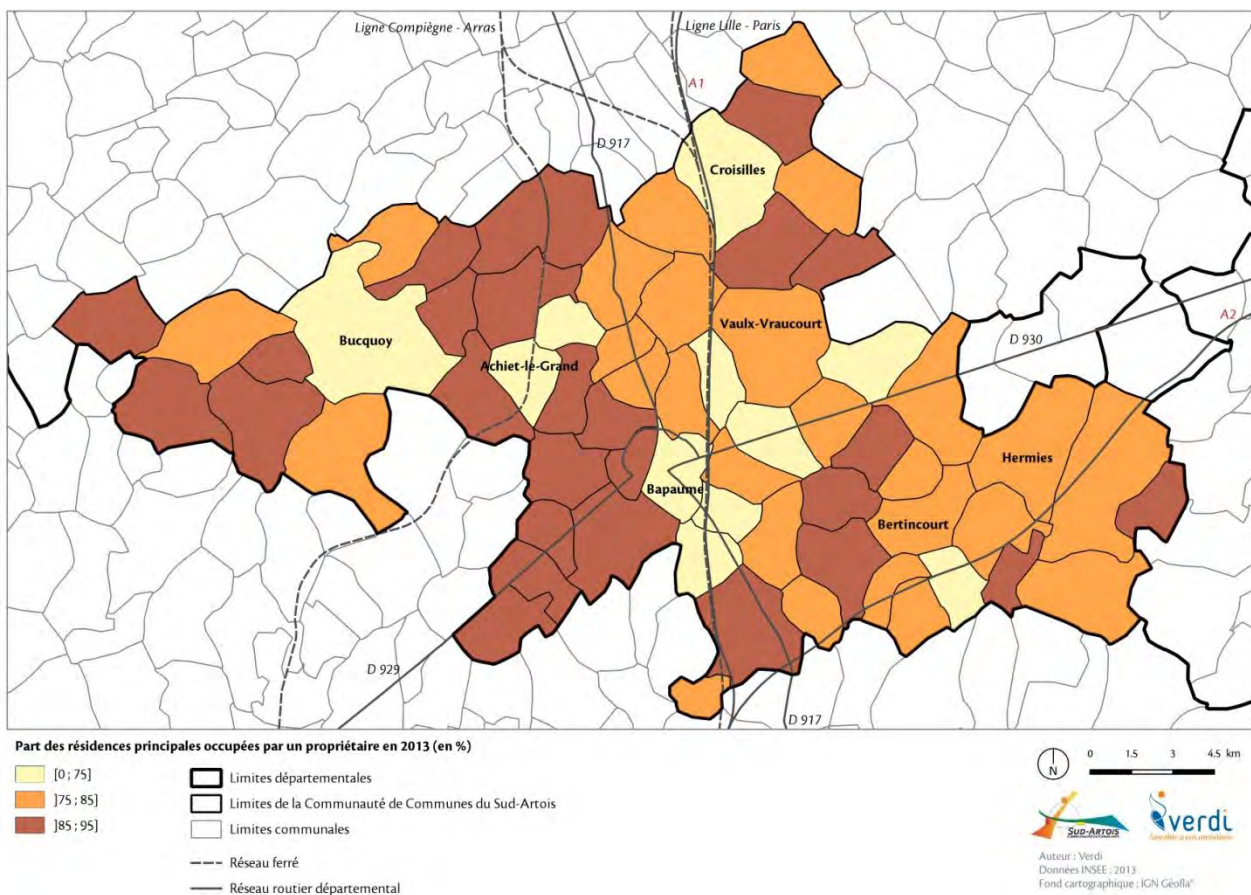 Ligne Compiègne - Arras
Ligne Lille - Paris
A1
D 917
Croisilles
Vaulx-Vraucourt
A2
D 930
Bucquoy
Achiet-le-Grand
Hermies
Bapaume
Bertincourt
D 929
D 917
Part des résidences principales occupées par un propriétaire en 2013 (en %)
[0 ; 75]
]75 ; 85]
]85 ; 95]
Limites départementales
Limites de la Communauté de Communes du Sud-Artois
Limites communales
Réseau ferré
Réseau routier départemental
N
0 1.5 3 4.5 km
SUD-ARTOIS
verdi
Auteur : Verdi
Données INSEE : 2013
Fond cartographique : IGN Géofla®